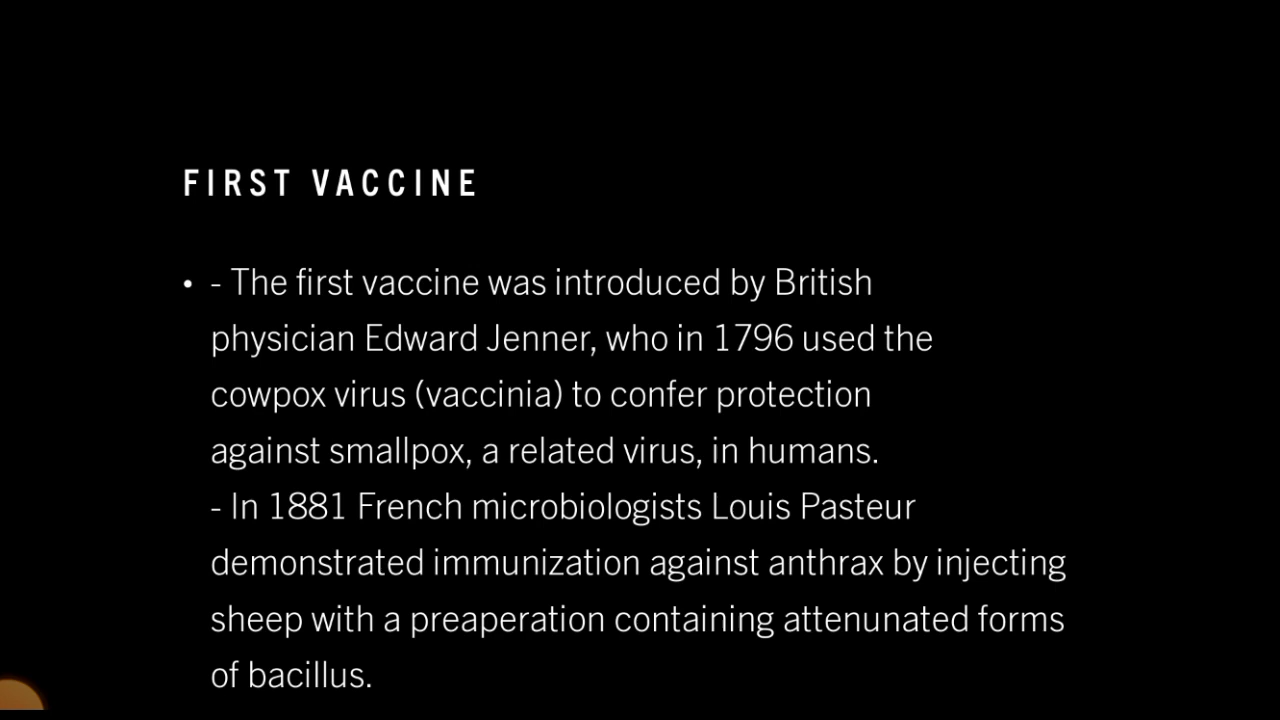 FIRST VACCINE
• - The first vaccine was introduced by British
physician Edward Jenner, who in 1796 used the
cowpox virus (vaccinia) to confer protection
against smallpox, a related virus, in humans.
- In 1881 French microbiologists Louis Pasteur
demonstrated immunization against anthrax by injecting
sheep with a preaperation containing attenunated forms
of bacillus.